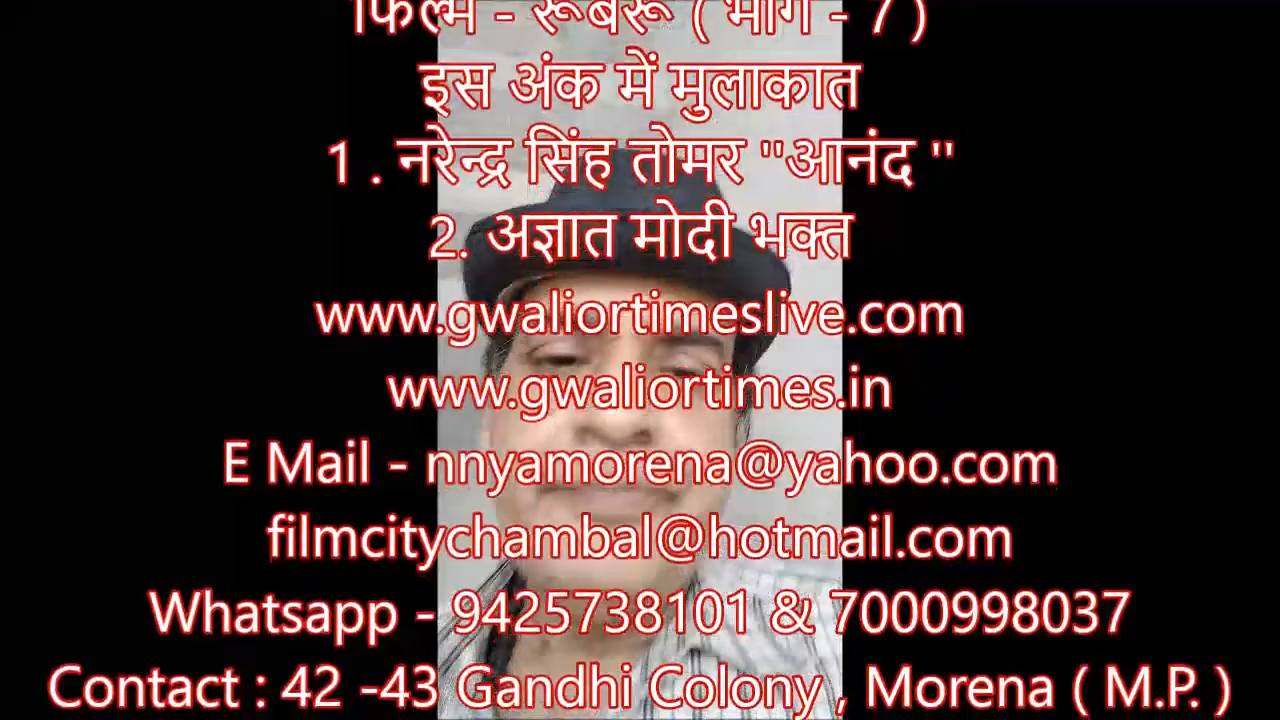 फिल्म - रूबरू ( भाग - 7 )
इस अंक में मुलाकात
1 . नरेन्द्र सिंह तोमर "आनंद "
2. अज्ञात मोदी भक्त
www.gwaliortimeslive.com
www.gwaliortimes.in
E Mail - nnyamorena@yahoo.com
filmcitychambal@hotmail.com
Whatsapp - 9425738101 & 7000998037
Contact : 42 -43 Gandhi Colony , Morena ( M.P. )